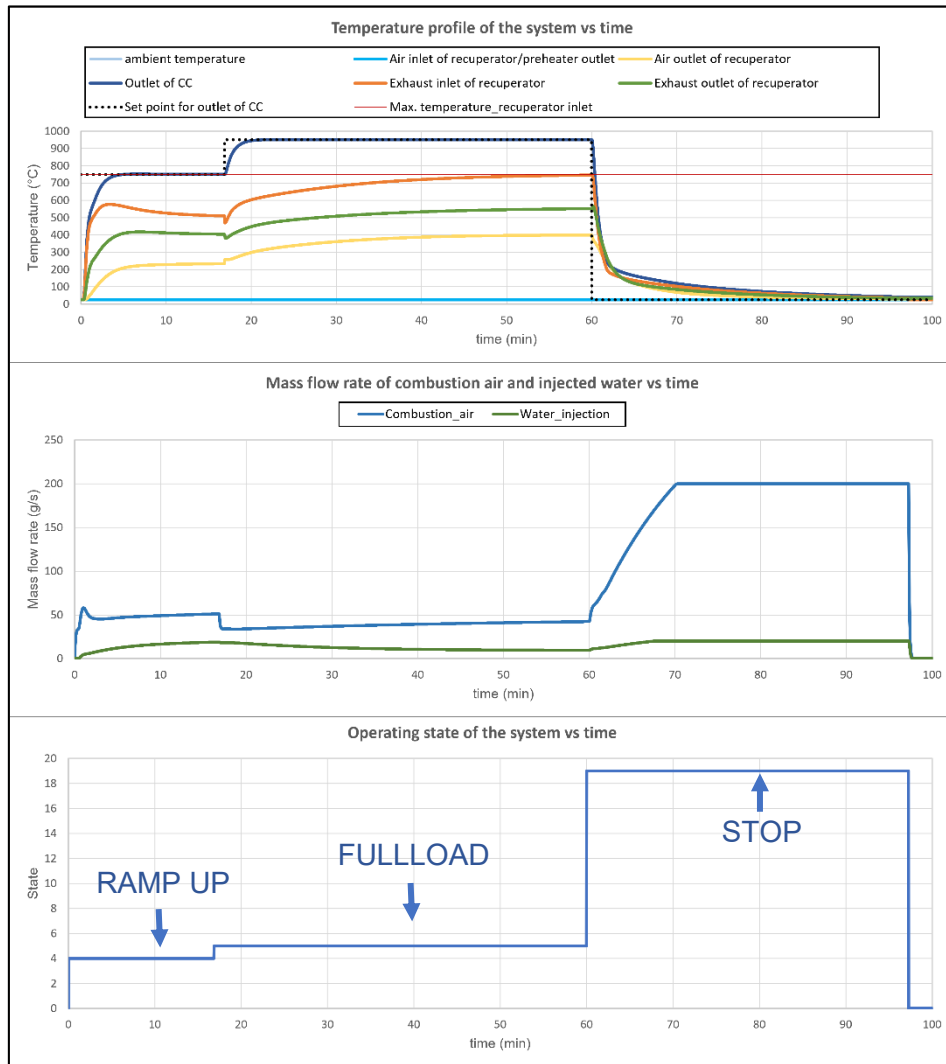 Temperature profile of the system vs time
ambient temperature Air inlet of recuperator/preheater outlet Air outlet of recuperator
Outlet of CC Exhaust inlet of recuperator Exhaust outlet of recuperator
Set point for outlet of CC Max. temperature_recuperator inlet
Temperature (°C)
1000
900
800
700
600
500
400
300
200
100
0
0 10 20 30 40 50 60 70 80 90 100
time (min)
Mass flow rate of combustion air and injected water vs time
Combustion_air Water_injection
Mass flow rate (g/s)
250
200
150
100
50
0
0 10 20 30 40 50 60 70 80 90 100
time (min)
Operating state of the system vs time
State
20
18
16
14
12
10
8
6
4
2
0
STOP
FULLLOAD
RAMP UP
0 10 20 30 40 50 60 70 80 90 100
time (min)